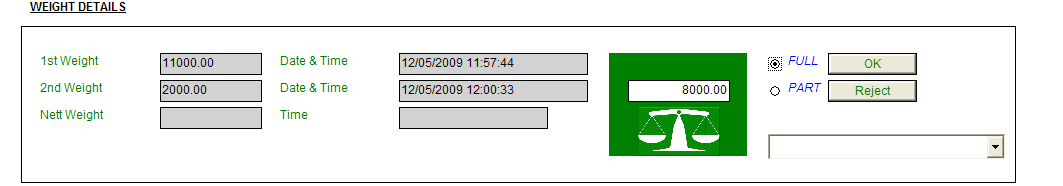 WEIGHT DETAILS
1st Weight 11000.00 Date & Time 12/05/2009 11:57:44 FULL OK
2nd Weight 2000.00 Date & Time 12/05/2009 12:00:33 8000.00 PART Reject
Nett Weight Time